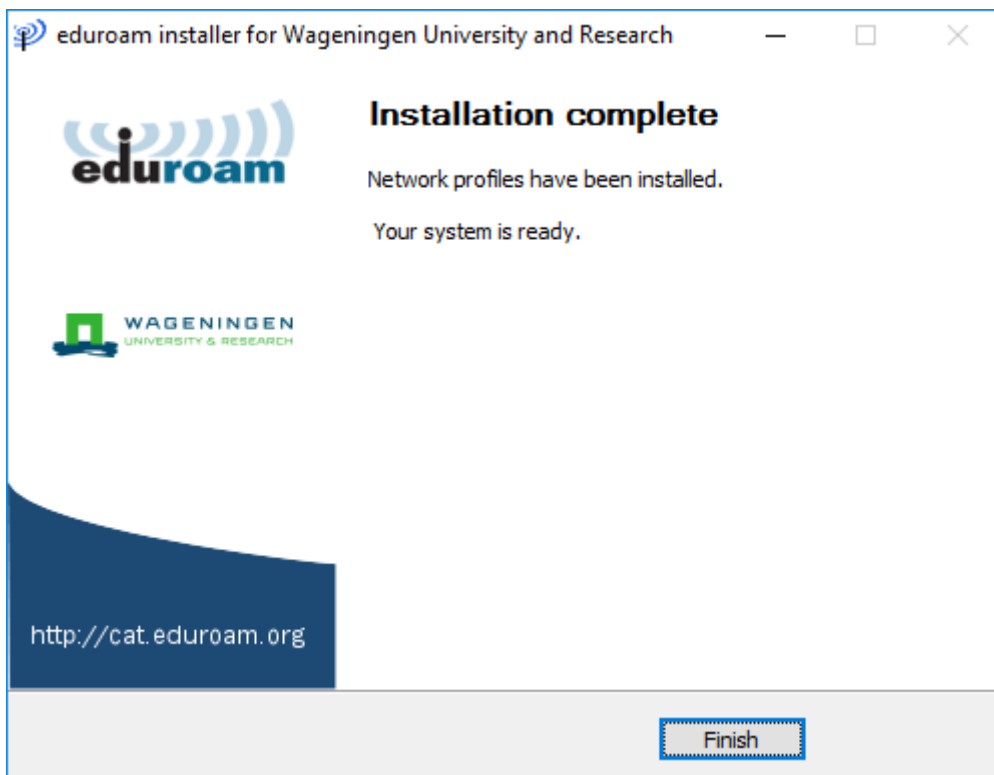 eduroam installer for Wageningen University and Research
eduroam
Installation complete
Network profiles have been installed.
Your system is ready.
WAGENINGEN
UNIVERSITY & RESEARCH
http://cat.eduroam.org
Finish